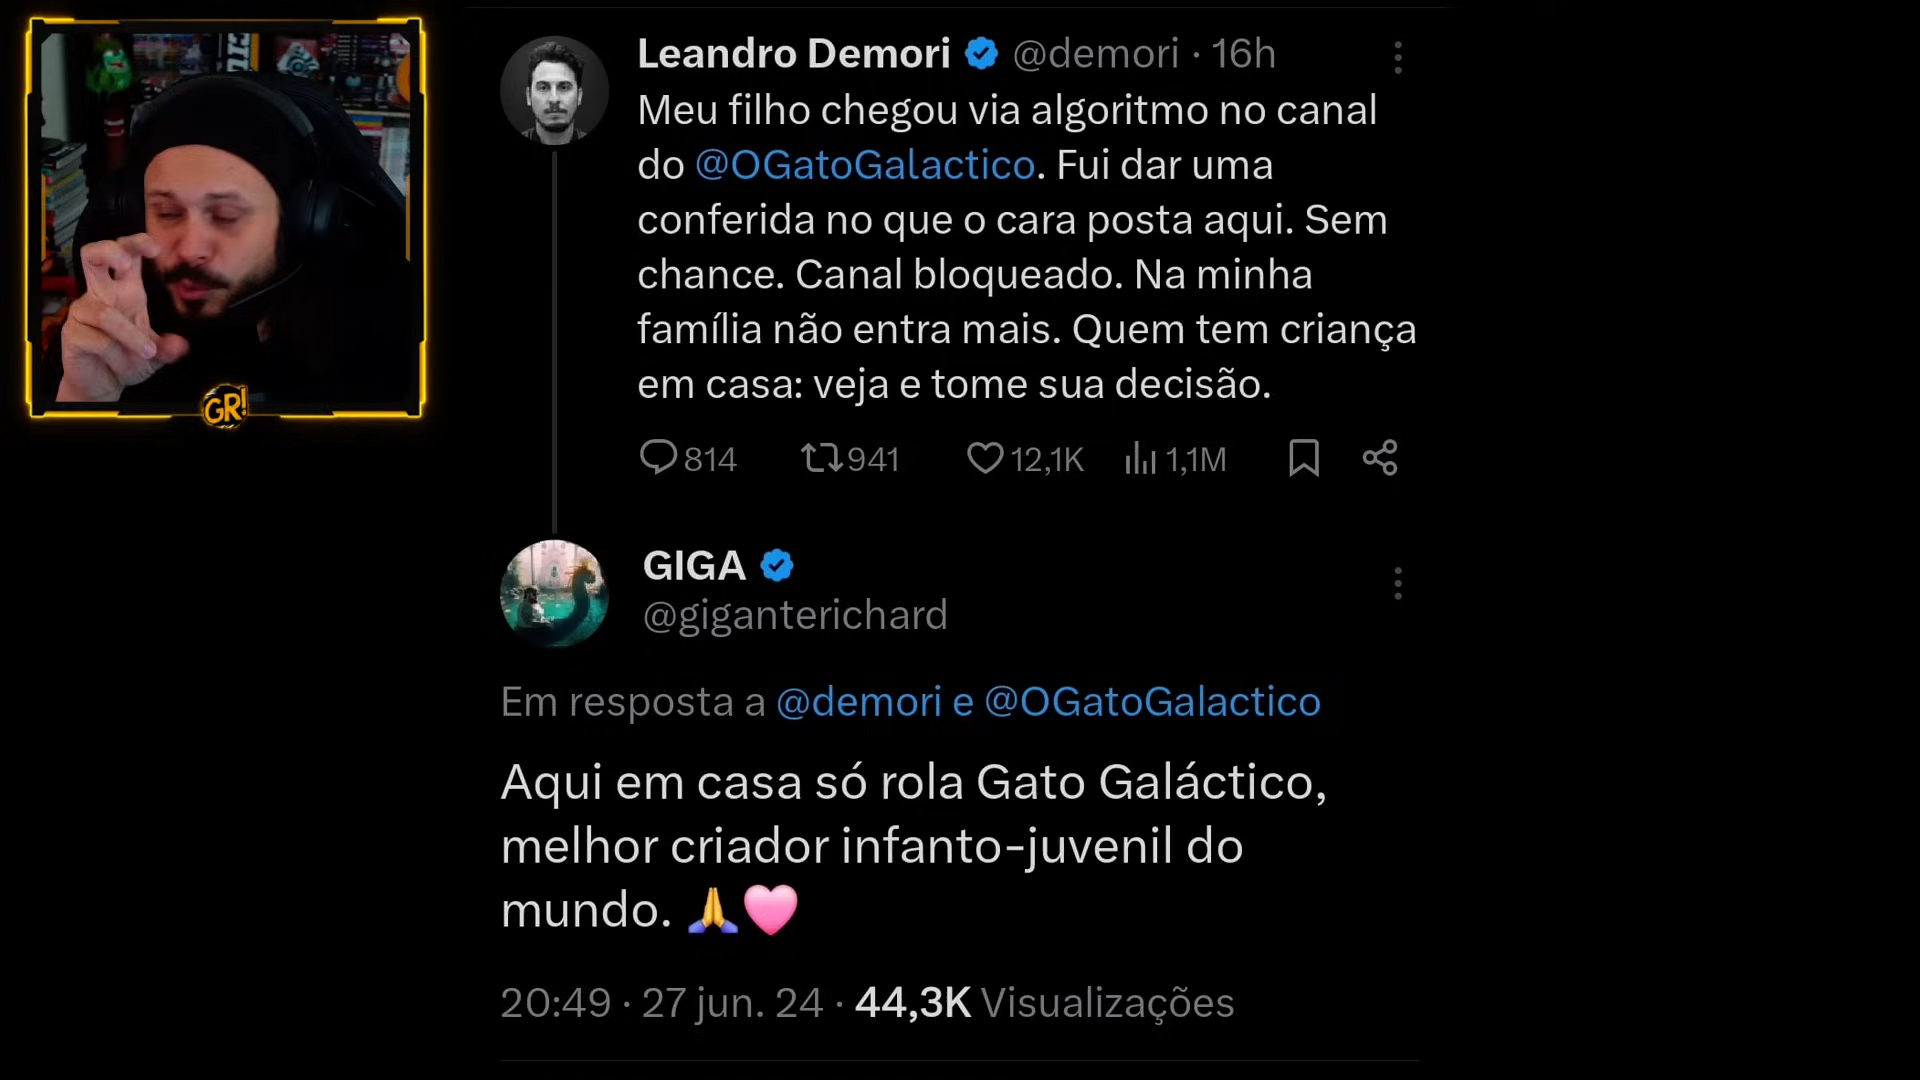 GR!
Leandro Demori @demori · 16h
Meu filho chegou via algoritmo no canal
do @OGatoGalactico. Fui dar uma
conferida no que o cara posta aqui. Sem
chance. Canal bloqueado. Na minha
família não entra mais. Quem tem criança
em casa: veja e tome sua decisão.
814 941 12,1K 1,1M
GIGA
@giganterichard
Em resposta a @demori e @OGatoGalactico
Aqui em casa só rola Gato Galáctico,
melhor criador infanto-juvenil do
mundo. 🙏🩷
20:49 · 27 jun. 24 · 44,3K Visualizações